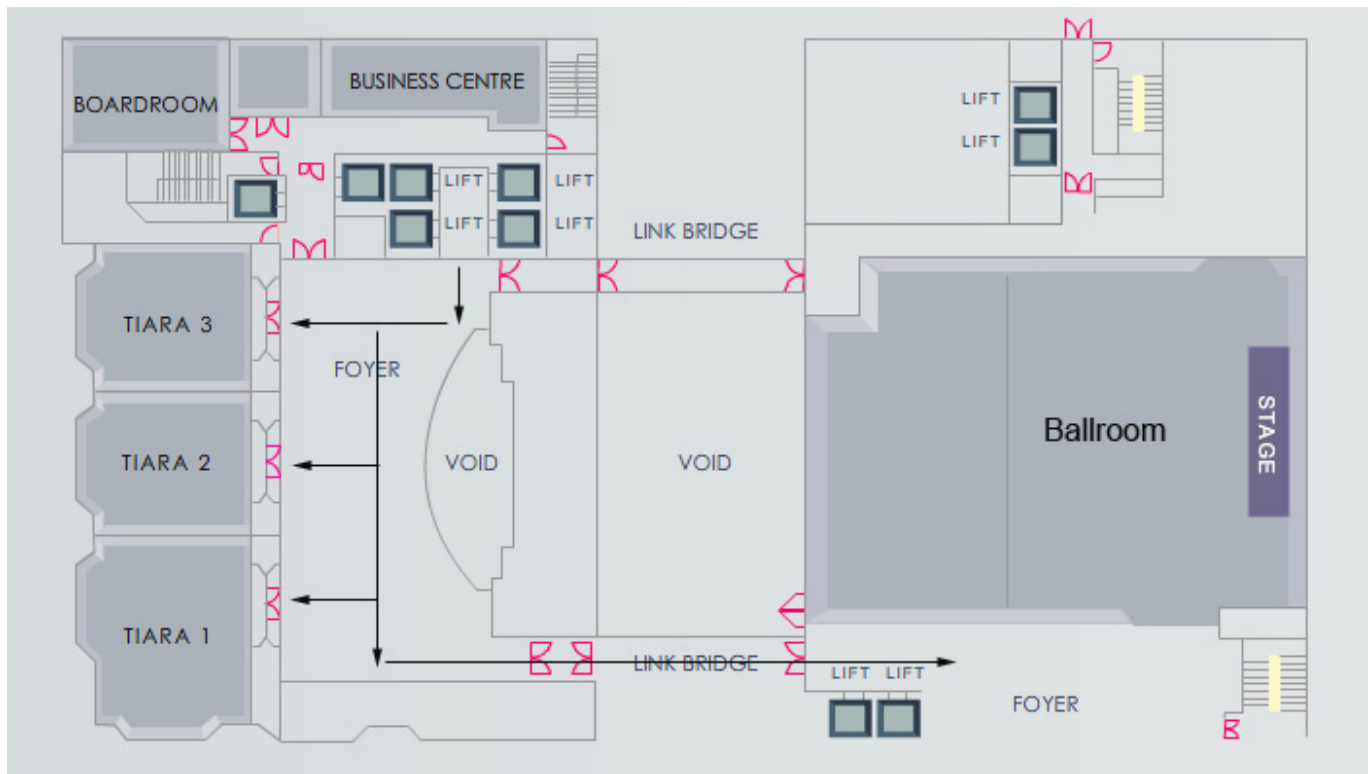 BUSINESS CENTRE
BOARDROOM
LIFT
LIFT
LIFT
LIFT
LIFT
LIFT
LINK BRIDGE
TIARA 3
FOYER
STAGE
Ballroom
TIARA 2
VOID
VOID
TIARA 1
LINK BRIDGE
LIFT LIFT
FOYER